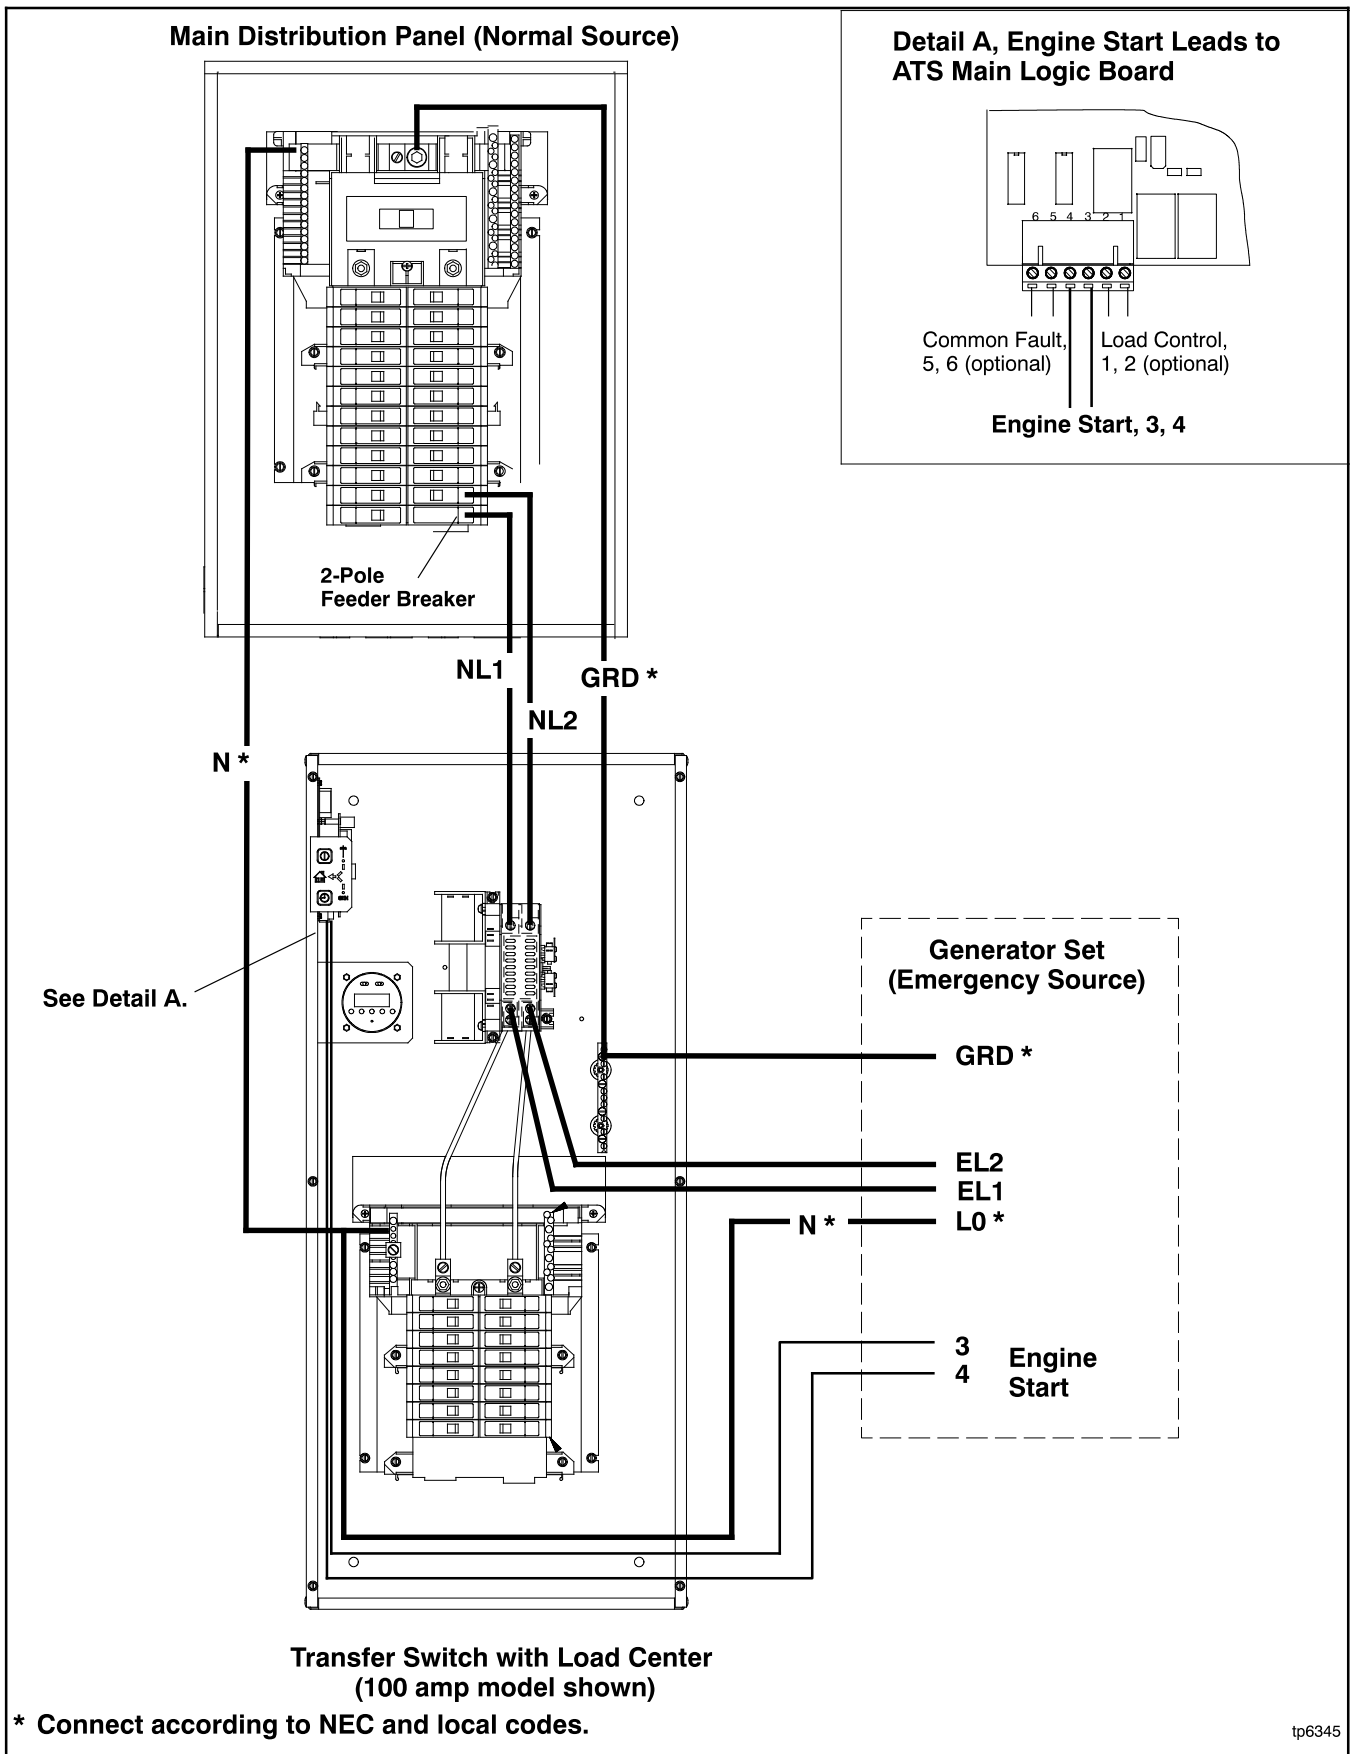 Main Distribution Panel (Normal Source)
Detail A, Engine Start Leads to
ATS Main Logic Board
6 5 4 3 2 1
Common Fault,
5, 6 (optional)
Load Control,
1, 2 (optional)
Engine Start, 3, 4
2-Pole
Feeder Breaker
NL1
GRD *
NL2
N *
See Detail A.
Generator Set
(Emergency Source)
GRD *
EL2
EL1
N *
L0 *
3
4
Engine
Start
Transfer Switch with Load Center
(100 amp model shown)
* Connect according to NEC and local codes.
tp6345